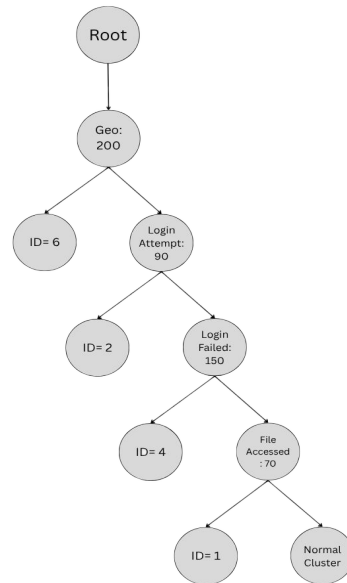 Root
Geo:
200
ID= 6
Login
Attempt:
90
ID= 2
Login
Failed:
150
ID= 4
File
Accessed
: 70
ID= 1
Normal
Cluster